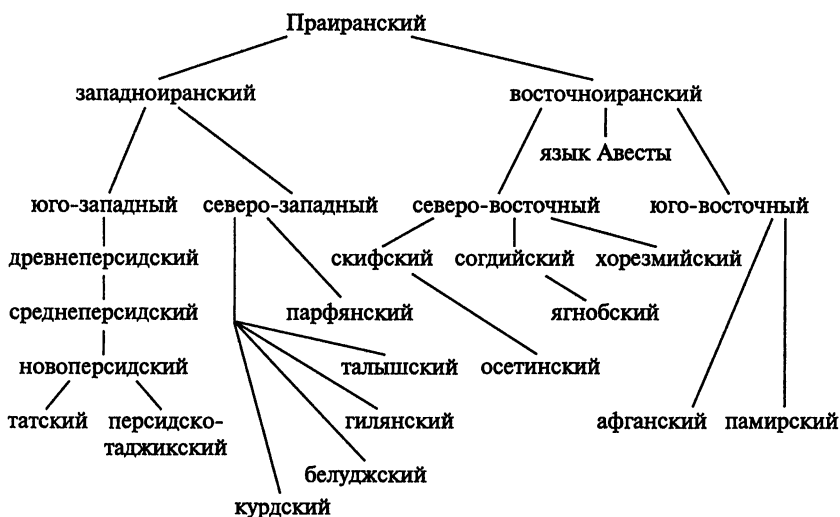 Праиранский
западноиранский
восточноиранский
язык Авесты
юго-западный
северо-западный
северо-восточный
юго-восточный
древнеперсидский
скифский
согдийский
хорезмийский
среднеперсидский
парфянский
ягнобский
новоперсидский
талышский
осетинский
татский
персидско-
таджикский
гилянский
афганский
памирский
белуджский
курдский